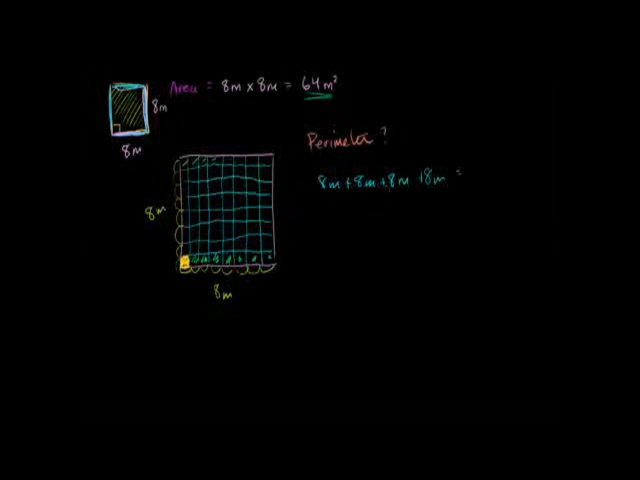 Area = 8m x 8m = 64m²
8m
8m
Perimeter?
8m + 8m + 8m + 8m =
8m
8m